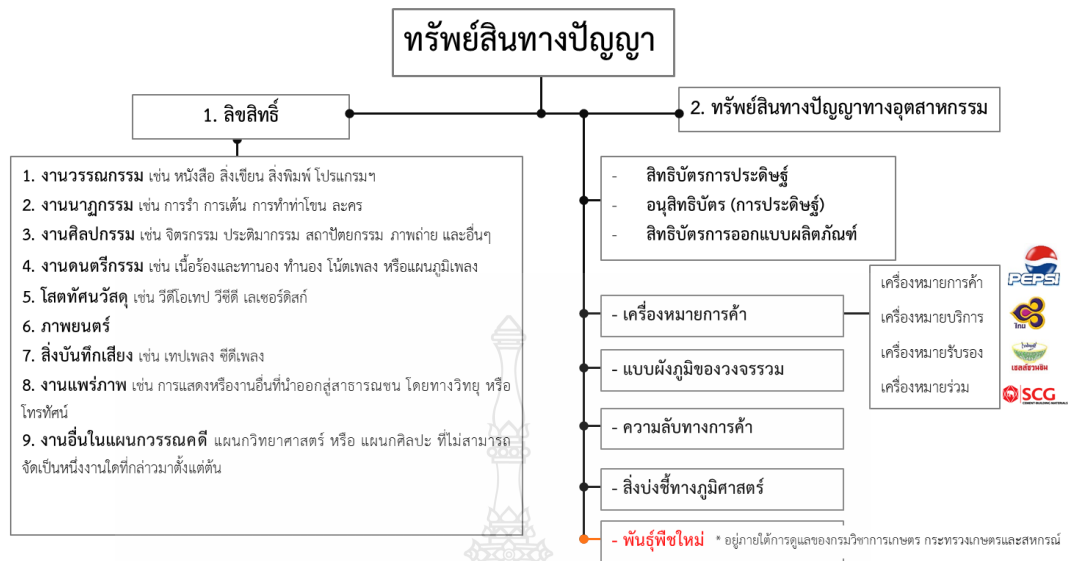 ทรัพย์สินทางปัญญา
1. ลิขสิทธิ์
2. ทรัพย์สินทางปัญญาทางอุตสาหกรรม
1. งานวรรณกรรม เช่น หนังสือ สิ่งเขียน สิ่งพิมพ์ โปรแกรมฯ
2. งานนาฏกรรม เช่น การรำ การเต้น การทำท่าโขน ละคร
3. งานศิลปกรรม เช่น จิตรกรรม ประติมากรรม สถาปัตยกรรม ภาพถ่าย และอื่นๆ
4. งานดนตรีกรรม เช่น เนื้อร้องและทานอง ทำนอง โน้ตเพลง หรือแผนภูมิเพลง
5. โสตทัศนวัสดุ เช่น วีดีโอเทป วีซีดี เลเซอร์ดิสก์
6. ภาพยนตร์
7. สิ่งบันทึกเสียง เช่น เทปเพลง ซีดีเพลง
8. งานแพร่ภาพ เช่น การแสดงหรืองานอื่นที่นำออกสู่สาธารณชน โดยทางวิทยุ หรือ
โทรทัศน์
9. งานอื่นในแผนกวรรณคดี แผนกวิทยาศาสตร์ หรือ แผนกศิลปะ ที่ไม่สามารถ
จัดเป็นหนึ่งงานใดที่กล่าวมาตั้งแต่ต้น
- สิทธิบัตรการประดิษฐ์
- อนุสิทธิบัตร (การประดิษฐ์)
- สิทธิบัตรการออกแบบผลิตภัณฑ์
- เครื่องหมายการค้า
เครื่องหมายการค้า
PEPSI
เครื่องหมายบริการ
ไทย
เครื่องหมายรับรอง
เชลล์ชวนชิม
เครื่องหมายร่วม
SCG
- แบบผังภูมิของวงจรรวม
- ความลับทางการค้า
- สิ่งบ่งชี้ทางภูมิศาสตร์
- พันธุ์พืชใหม่ * อยู่ภายใต้การดูแลของกรมวิชาการเกษตร กระทรวงเกษตรและสหกรณ์